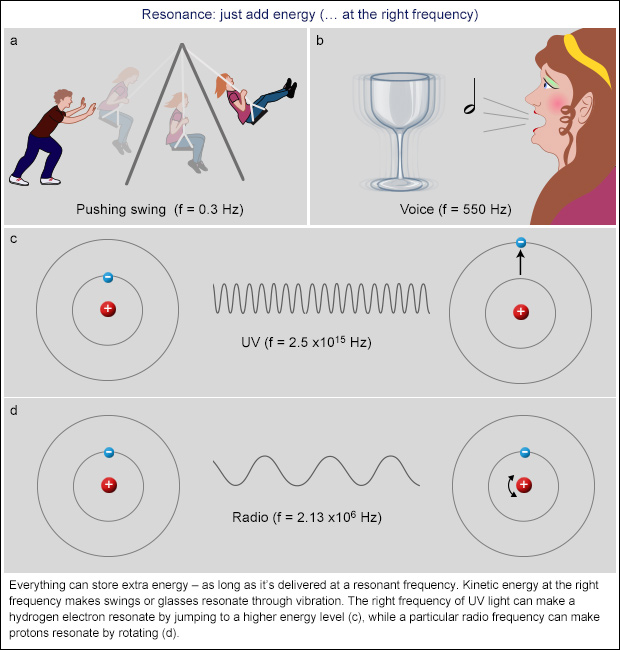 Resonance: just add energy (… at the right frequency)
a
b
Pushing swing (f = 0.3 Hz)
Voice (f = 550 Hz)
c
−
−
+
+
UV (f = 2.5 x10¹⁵ Hz)
d
−
−
+
+
Radio (f = 2.13 x10⁶ Hz)
Everything can store extra energy – as long as it's delivered at a resonant frequency. Kinetic energy at the right
frequency makes swings or glasses resonate through vibration. The right frequency of UV light can make a
hydrogen electron resonate by jumping to a higher energy level (c), while a particular radio frequency can make
protons resonate by rotating (d).